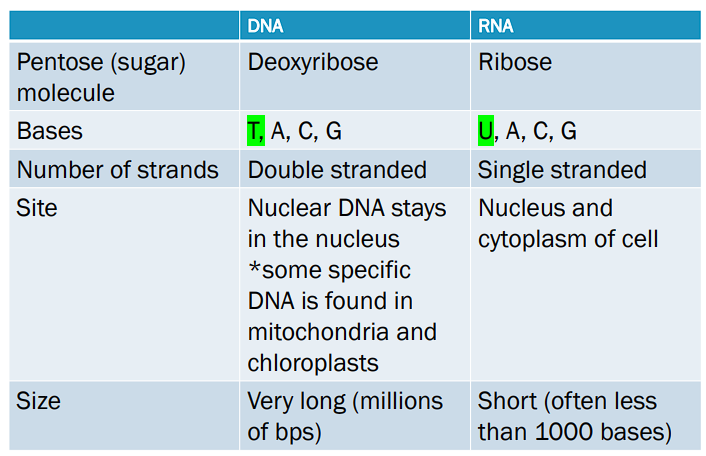 DNA
RNA
Pentose (sugar)
molecule
Deoxyribose
Ribose
Bases
T, A, C, G
U, A, C, G
Number of strands
Double stranded
Single stranded
Site
Nuclear DNA stays
in the nucleus
*some specific
DNA is found in
mitochondria and
chloroplasts
Nucleus and
cytoplasm of cell
Size
Very long (millions
of bps)
Short (often less
than 1000 bases)